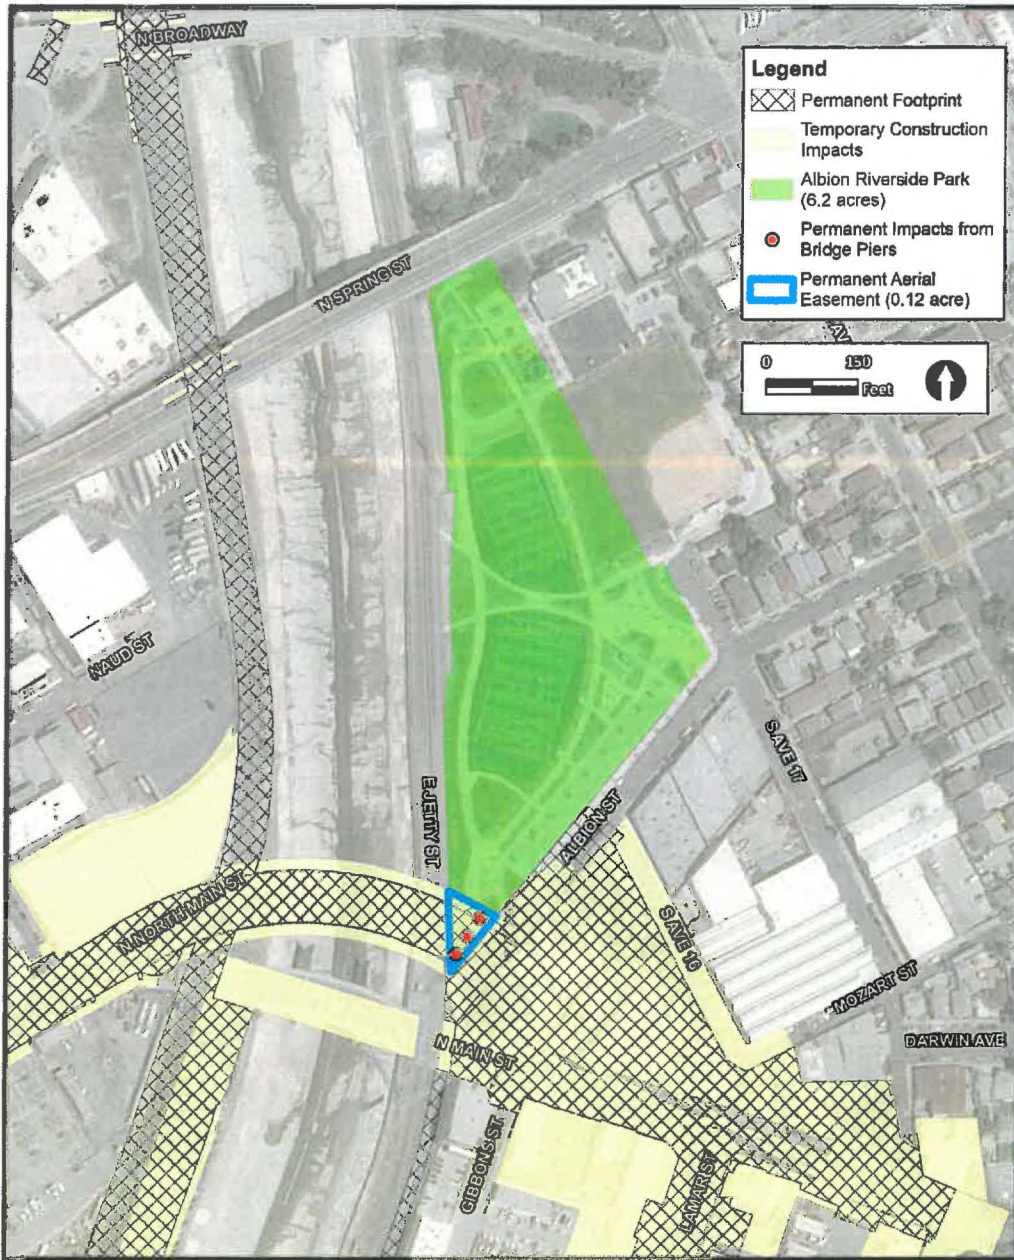 N BROADWAY
Legend
Permanent Footprint
Temporary Construction
Impacts
Albion Riverside Park
(6.2 acres)
Permanent Impacts from
Bridge Piers
Permanent Aerial
Easement (0.12 acre)
N SPRING ST
AV
0 150
Feet
NAUD ST
S AVE 17
E JETTY ST
ALBION ST
N NORTH MAIN ST
S AVE 16
MOZART ST
N MAIN ST
DARWIN AVE
GIBBONS ST
LAMAR ST